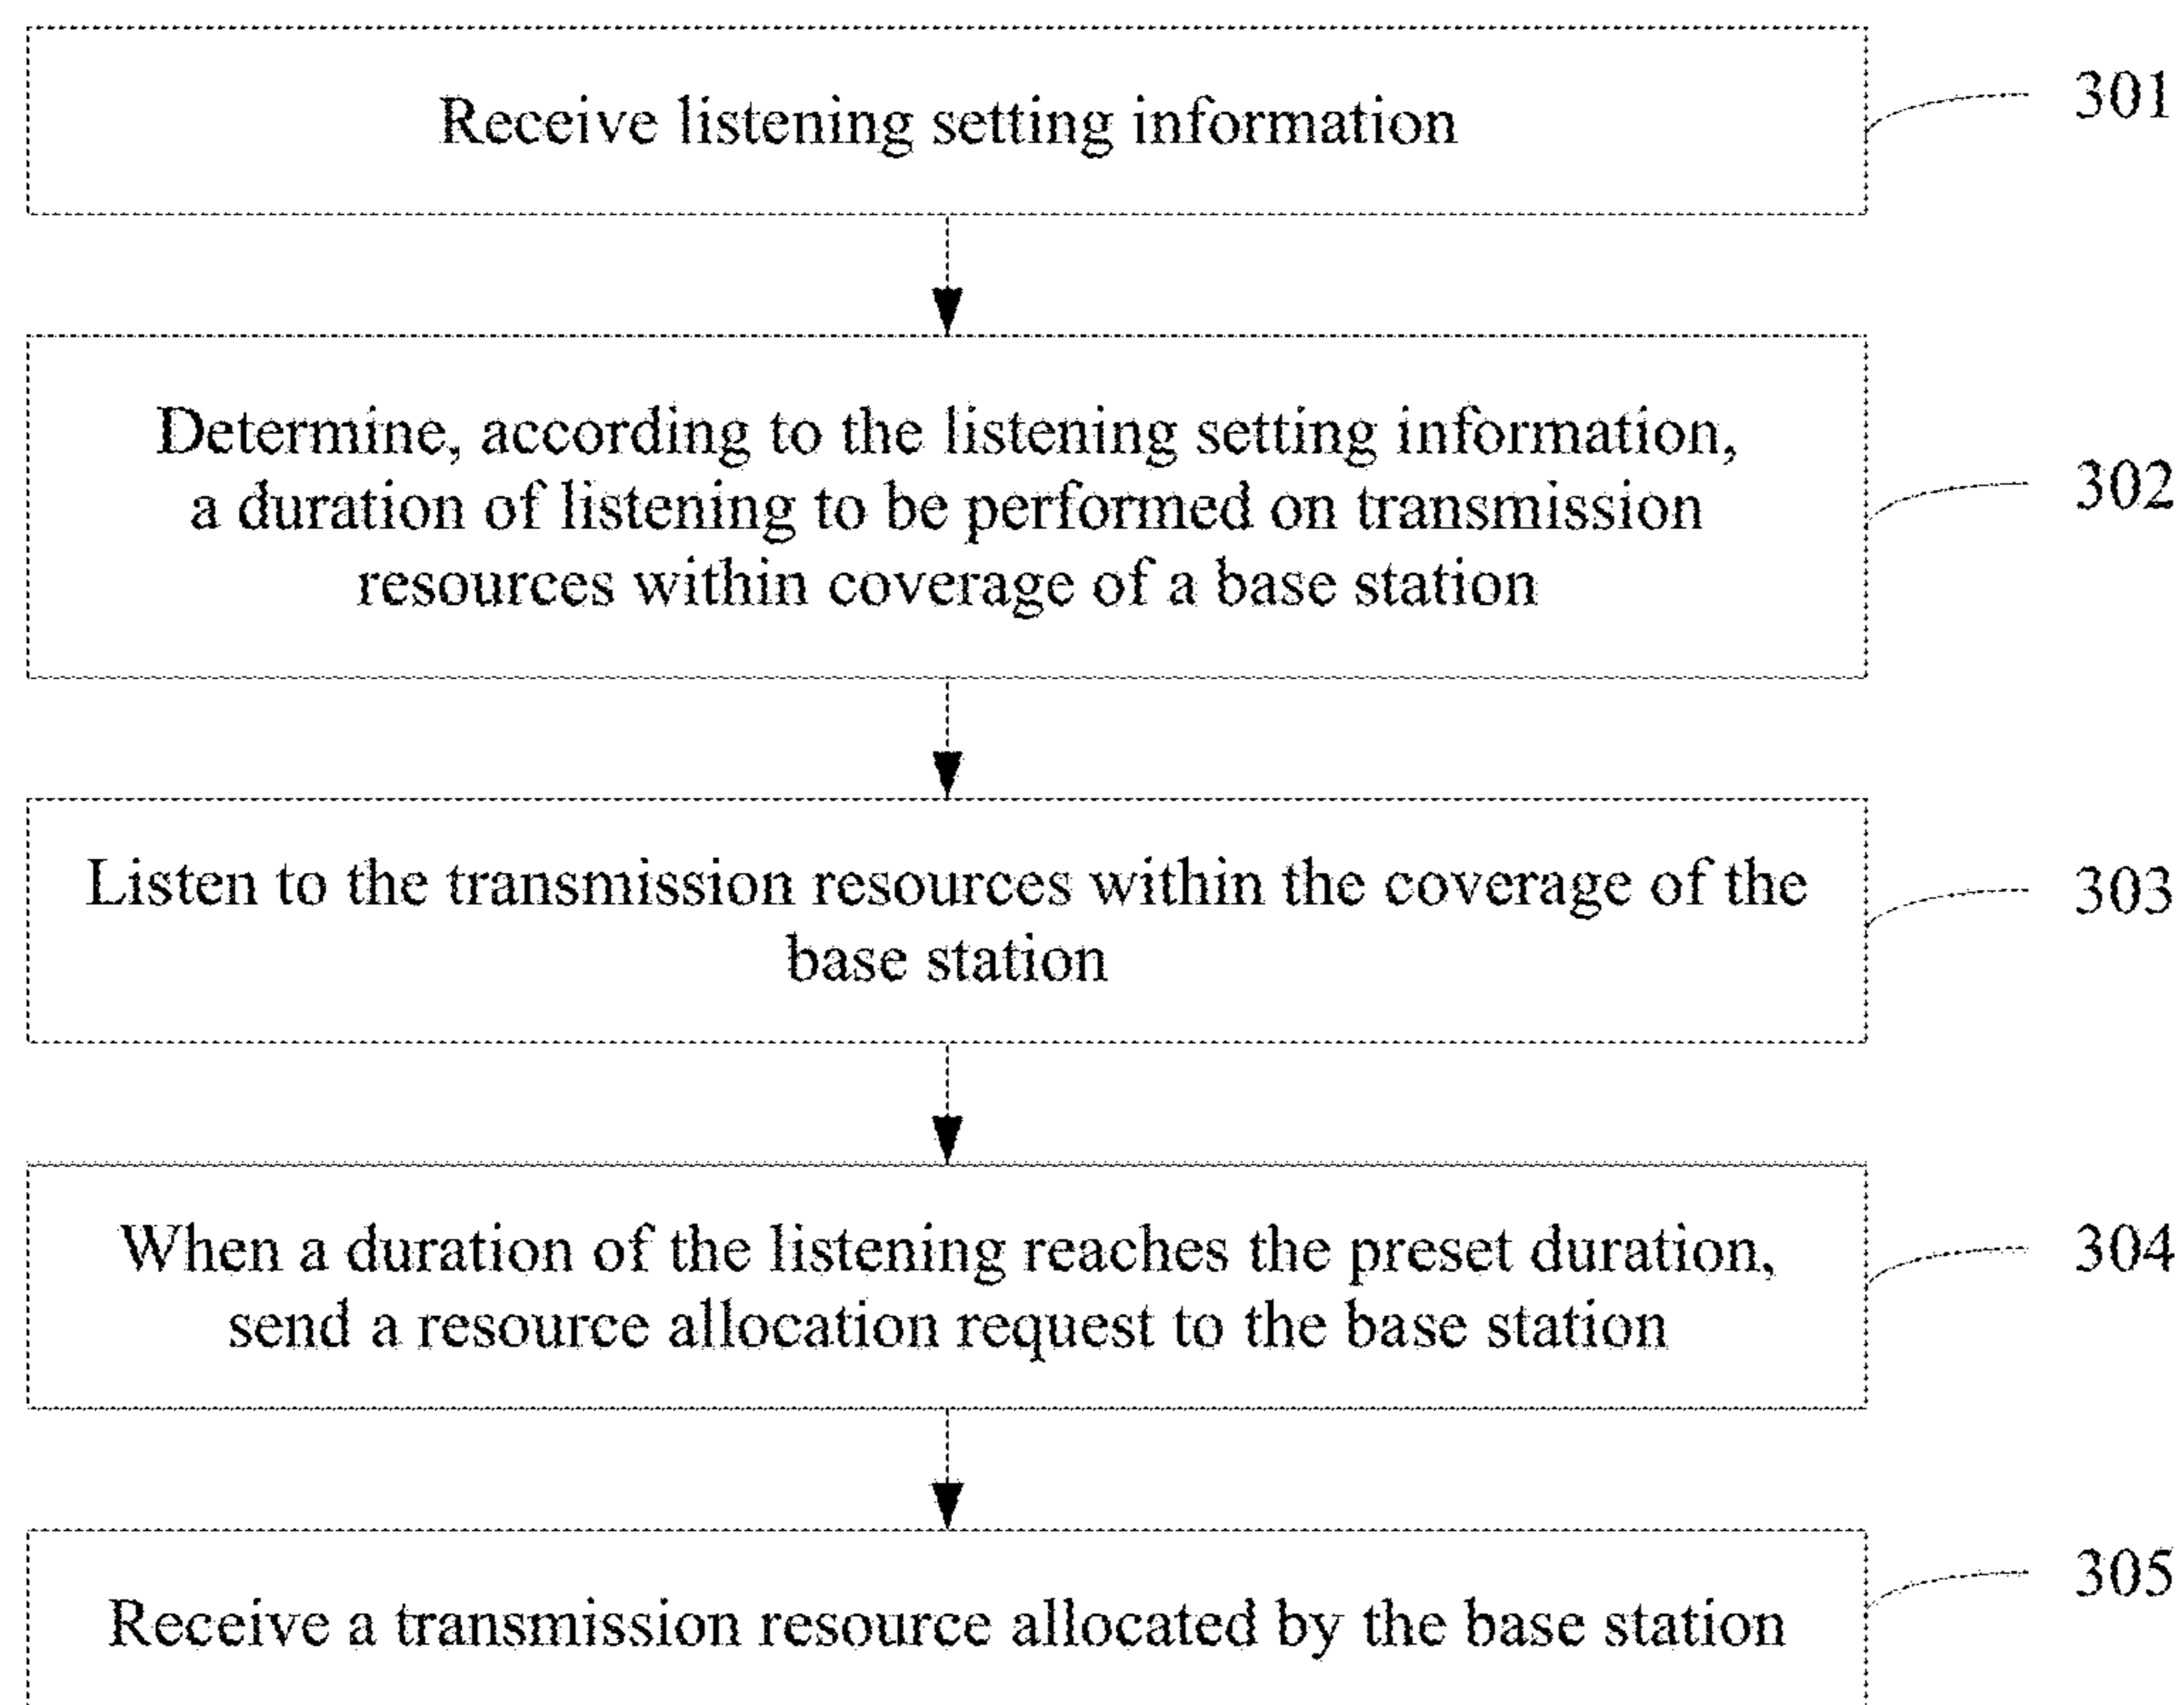 Receive listening setting information
301
Determine, according to the listening setting information,
a duration of listening to be performed on transmission
resources within coverage of a base station
302
Listen to the transmission resources within the coverage of the
base station
303
When a duration of the listening reaches the preset duration,
send a resource allocation request to the base station
304
Receive a transmission resource allocated by the base station
305